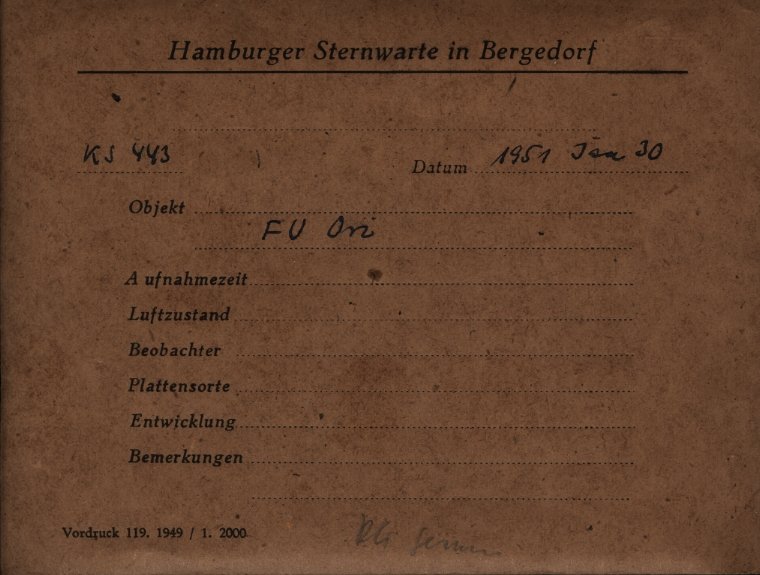 Hamburger Sternwarte in Bergedorf
KS 443
Datum 1951 Jan 30
Objekt
FU Ori
Aufnahmezeit
Luftzustand
Beobachter
Plattensorte
Entwicklung
Bemerkungen
Vordruck 119. 1949 / 1. 2000